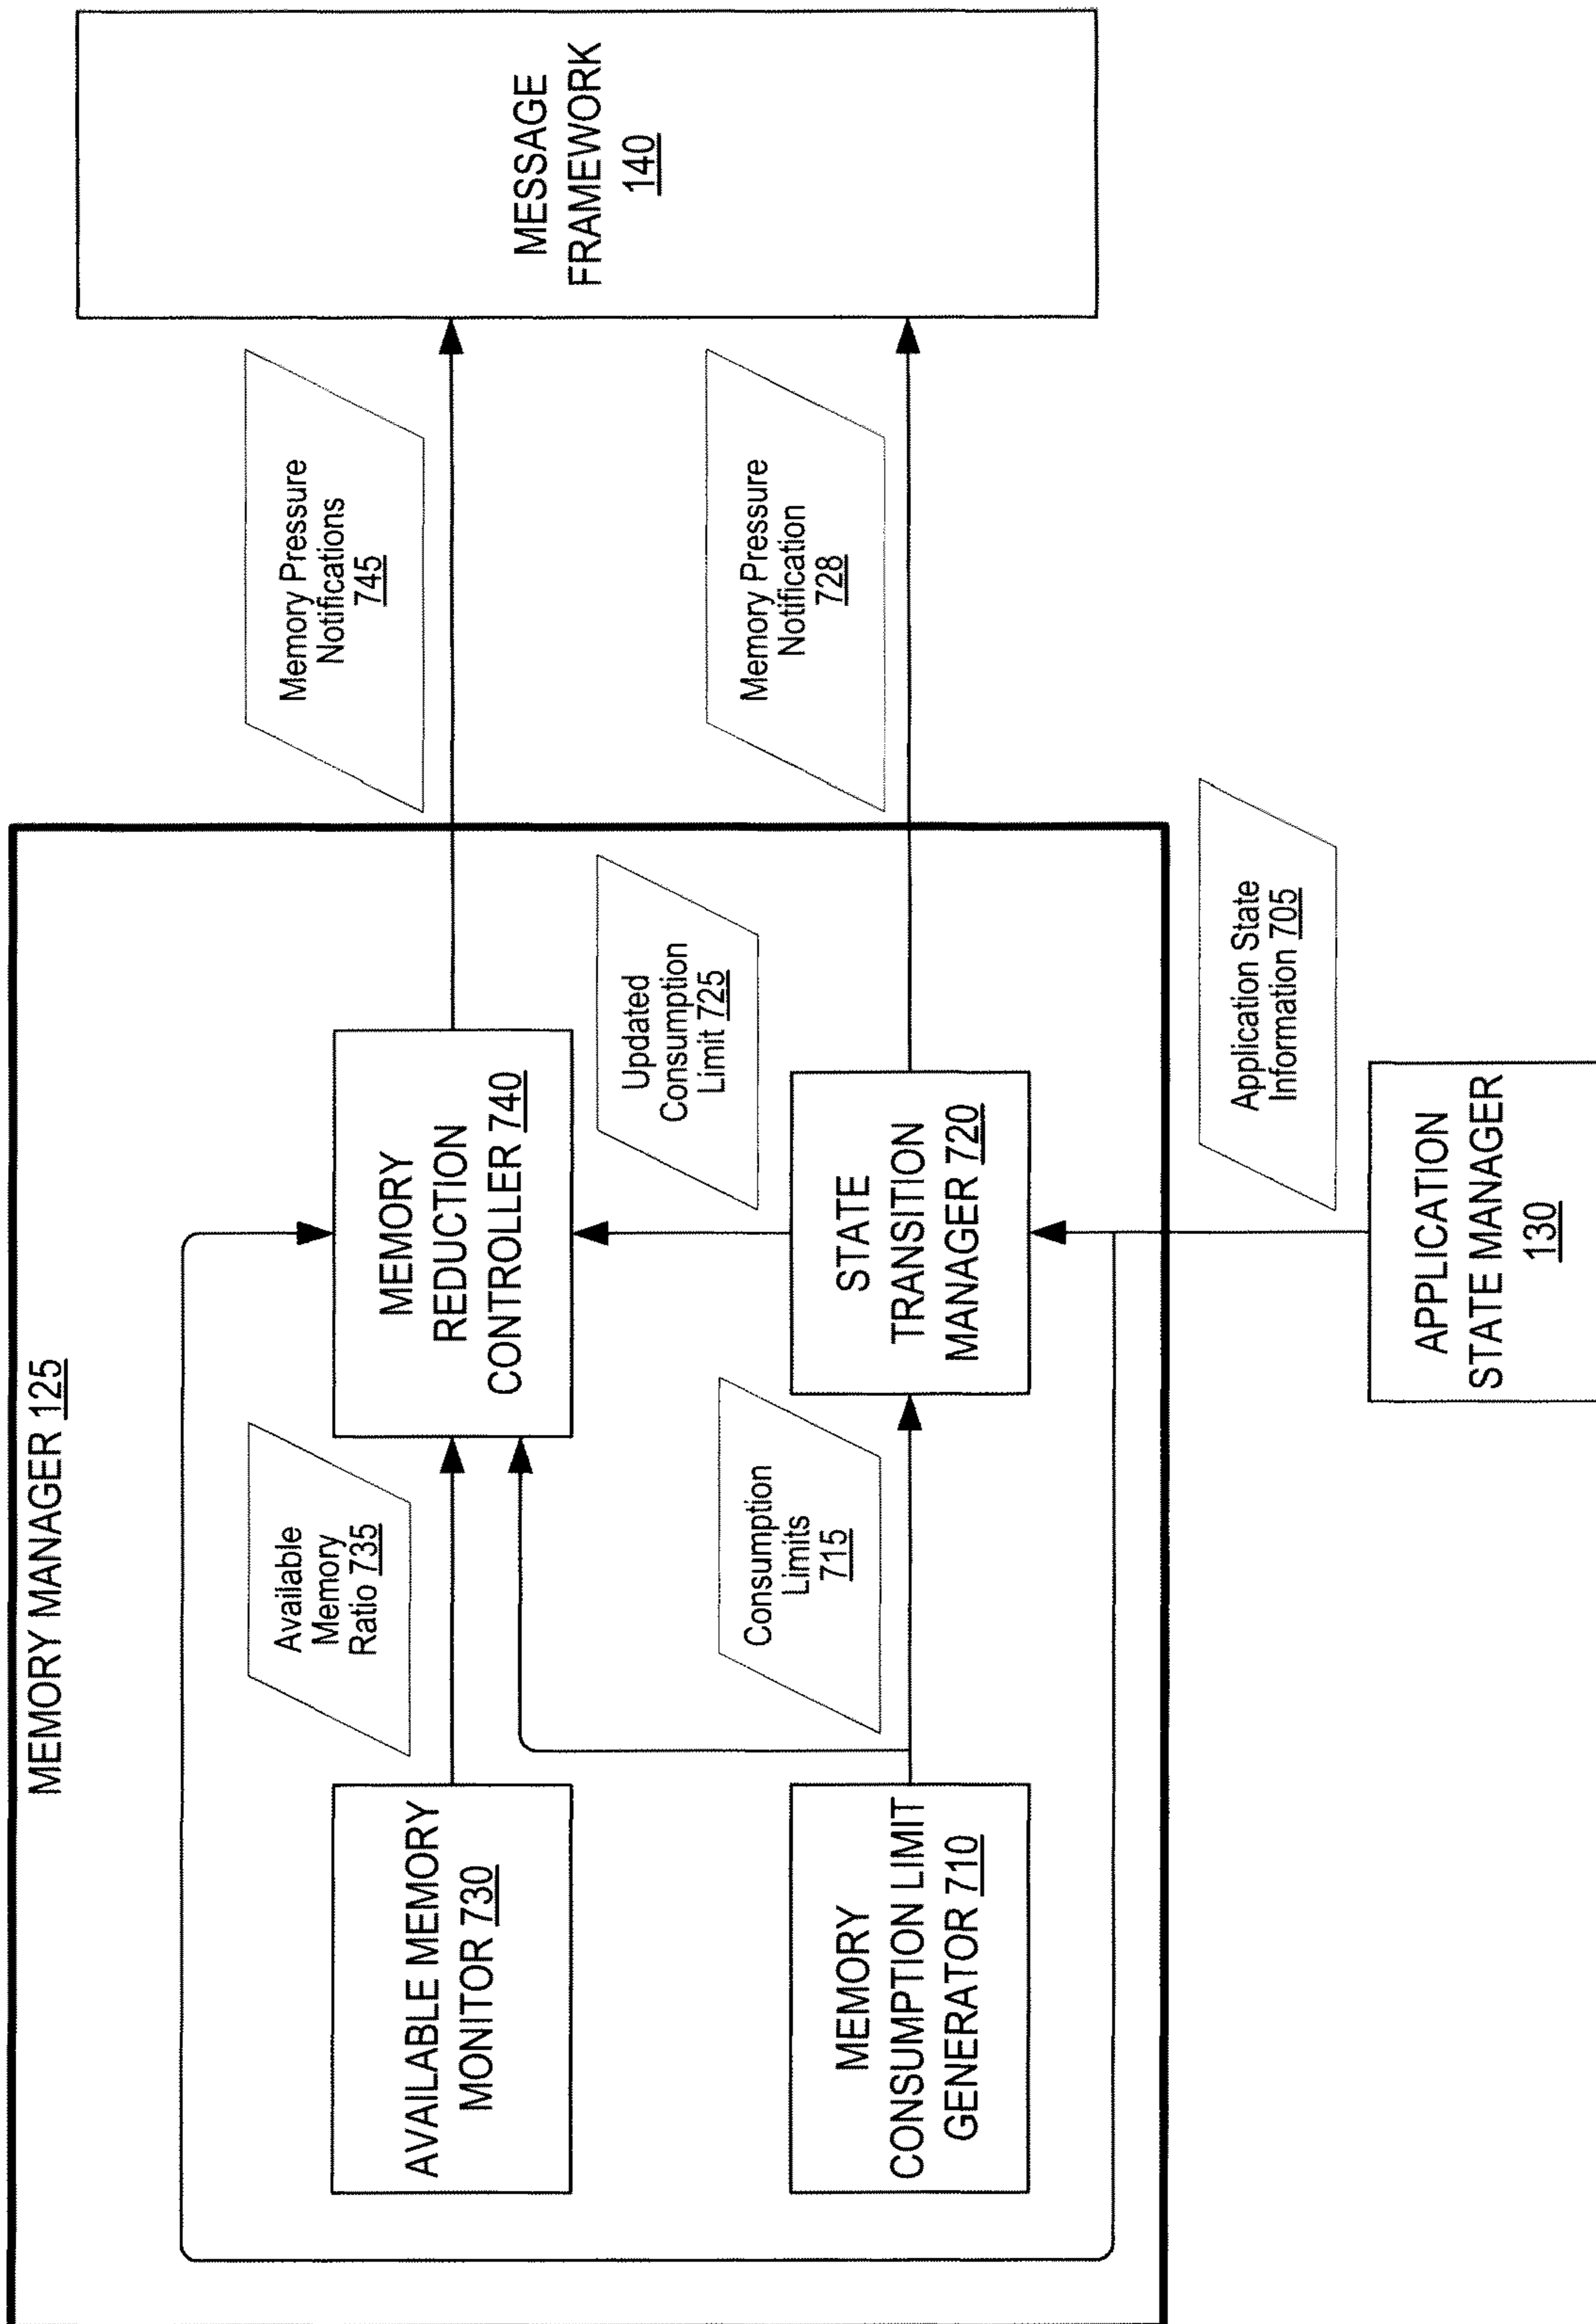 MEMORY MANAGER 125
AVAILABLE MEMORY
MONITOR 730
Available
Memory
Ratio 735
MEMORY
REDUCTION
CONTROLLER 740
Memory Pressure
Notifications
745
MESSAGE
FRAMEWORK
140
Updated
Consumption
Limit 725
MEMORY
CONSUMPTION LIMIT
GENERATOR 710
Consumption
Limits
715
STATE
TRANSITION
MANAGER 720
Memory Pressure
Notification
728
Application State
Information 705
APPLICATION
STATE MANAGER
130